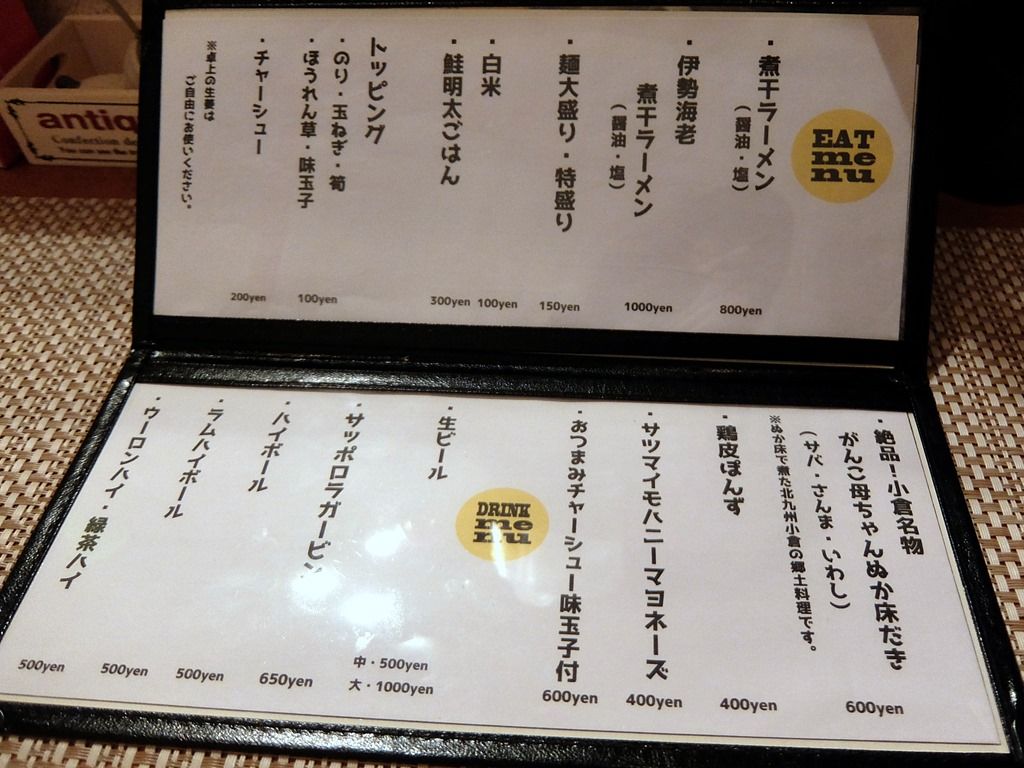 EAT
me
nu
・煮干ラーメン
(醤油・塩)
800yen
・伊勢海老
煮干ラーメン
(醤油・塩)
1000yen
・麺大盛り・特盛り
150yen
・白米
100yen
・鮭明太ごはん
300yen
トッピング
・のり・玉ねぎ・筍
・ほうれん草・味玉子
100yen
・チャーシュー
200yen
※卓上の生姜は
ご自由にお使いください。
antiq
Confection de
You can use the
・絶品！小倉名物
がんこ母ちゃんぬか床だき
(サバ・さんま・いわし)
※ぬか床で煮た北九州小倉の郷土料理です。
600yen
・鶏皮ぽんず
400yen
・サツマイモハニーマヨネーズ
400yen
・おつまみチャーシュー味玉子付
600yen
DRINK
me
nu
・生ビール
中・500yen
大・1000yen
・サッポロラガービン
650yen
・ハイボール
500yen
・ラムハイボール
500yen
・ウーロンハイ・緑茶ハイ
500yen